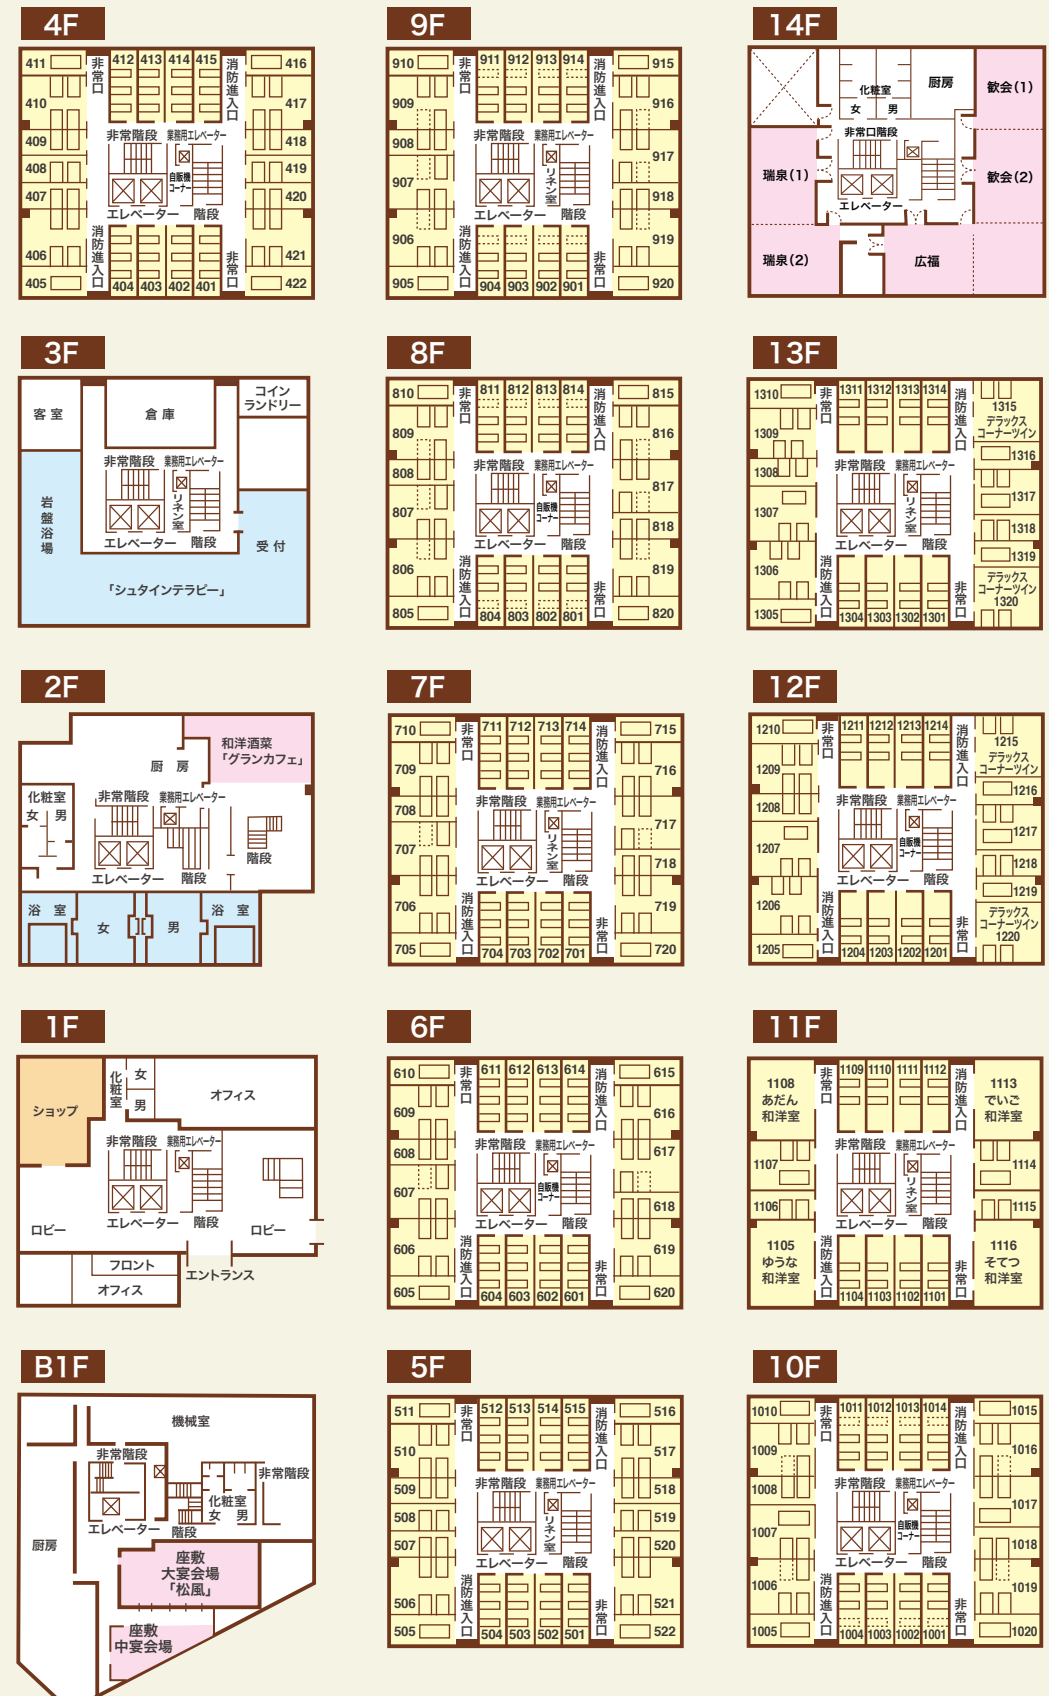 4F
411
非常口
412 413 414 415
消防進入口
416
410
417
非常階段
業務用エレベーター
409
418
408
自販機
コーナー
419
407
420
エレベーター
階段
消防進入口
406
421
非常口
405
404 403 402 401
422
9F
910
非常口
911 912 913 914
消防進入口
915
909
916
非常階段
業務用エレベーター
908
917
907
リネン室
918
エレベーター
階段
906
消防進入口
919
非常口
905
904 903 902 901
920
14F
厨房
歓会(1)
化粧室
女 男
非常口階段
瑞泉(1)
歓会(2)
エレベーター
瑞泉(2)
広福
3F
客室
倉庫
コイン
ランドリー
非常階段
業務用エレベーター
岩盤浴場
リネン室
エレベーター
階段
受付
「シュタインテラピー」
8F
810
非常口
811 812 813 814
消防進入口
815
809
816
非常階段
業務用エレベーター
808
817
807
自販機
コーナー
818
エレベーター
階段
806
消防進入口
819
非常口
805
804 803 802 801
820
13F
1310
非常口
1311 1312 1313 1314
消防進入口
1315
デラックス
コーナーツイン
1309
1316
非常階段
業務用エレベーター
1308
1317
1307
リネン室
1318
エレベーター
階段
1319
1306
消防進入口
デラックス
コーナーツイン
1320
非常口
1305
1304 1303 1302 1301
2F
和洋酒菜
「グランカフェ」
厨房
化粧室
女 男
非常階段
業務用エレベーター
階段
エレベーター
階段
浴室
女
男
浴室
7F
710
非常口
711 712 713 714
消防進入口
715
709
716
非常階段
業務用エレベーター
708
717
707
リネン室
718
エレベーター
階段
706
消防進入口
719
非常口
705
704 703 702 701
720
12F
1210
非常口
1211 1212 1213 1214
消防進入口
1215
デラックス
コーナーツイン
1209
1216
非常階段
業務用エレベーター
1208
1217
1207
自販機
コーナー
1218
エレベーター
階段
1219
1206
消防進入口
デラックス
コーナーツイン
1220
非常口
1205
1204 1203 1202 1201
1F
ショップ
化粧室
女
男
オフィス
非常階段
業務用エレベーター
ロビー
エレベーター
階段
ロビー
フロント
エントランス
オフィス
6F
610
非常口
611 612 613 614
消防進入口
615
609
616
非常階段
業務用エレベーター
608
617
607
自販機
コーナー
618
エレベーター
階段
606
消防進入口
619
非常口
605
604 603 602 601
620
11F
1108
あだん
和洋室
非常口
1109 1110 1111 1112
消防進入口
1113
でいご
和洋室
非常階段
業務用エレベーター
1107
1114
1106
リネン室
1115
エレベーター
階段
1105
ゆうな
和洋室
消防進入口
1116
そてつ
和洋室
非常口
1104 1103 1102 1101
B1F
機械室
非常階段
非常階段
化粧室
女 男
エレベーター
階段
厨房
座敷
大宴会場
「松風」
座敷
中宴会場
5F
511
非常口
512 513 514 515
消防進入口
516
510
517
非常階段
業務用エレベーター
509
518
508
リネン室
519
507
520
エレベーター
階段
消防進入口
506
521
非常口
505
504 503 502 501
522
10F
1010
非常口
1011 1012 1013 1014
消防進入口
1015
1009
1016
非常階段
業務用エレベーター
1008
1017
1007
自販機
コーナー
1018
エレベーター
階段
1006
消防進入口
1019
非常口
1005
1004 1003 1002 1001
1020